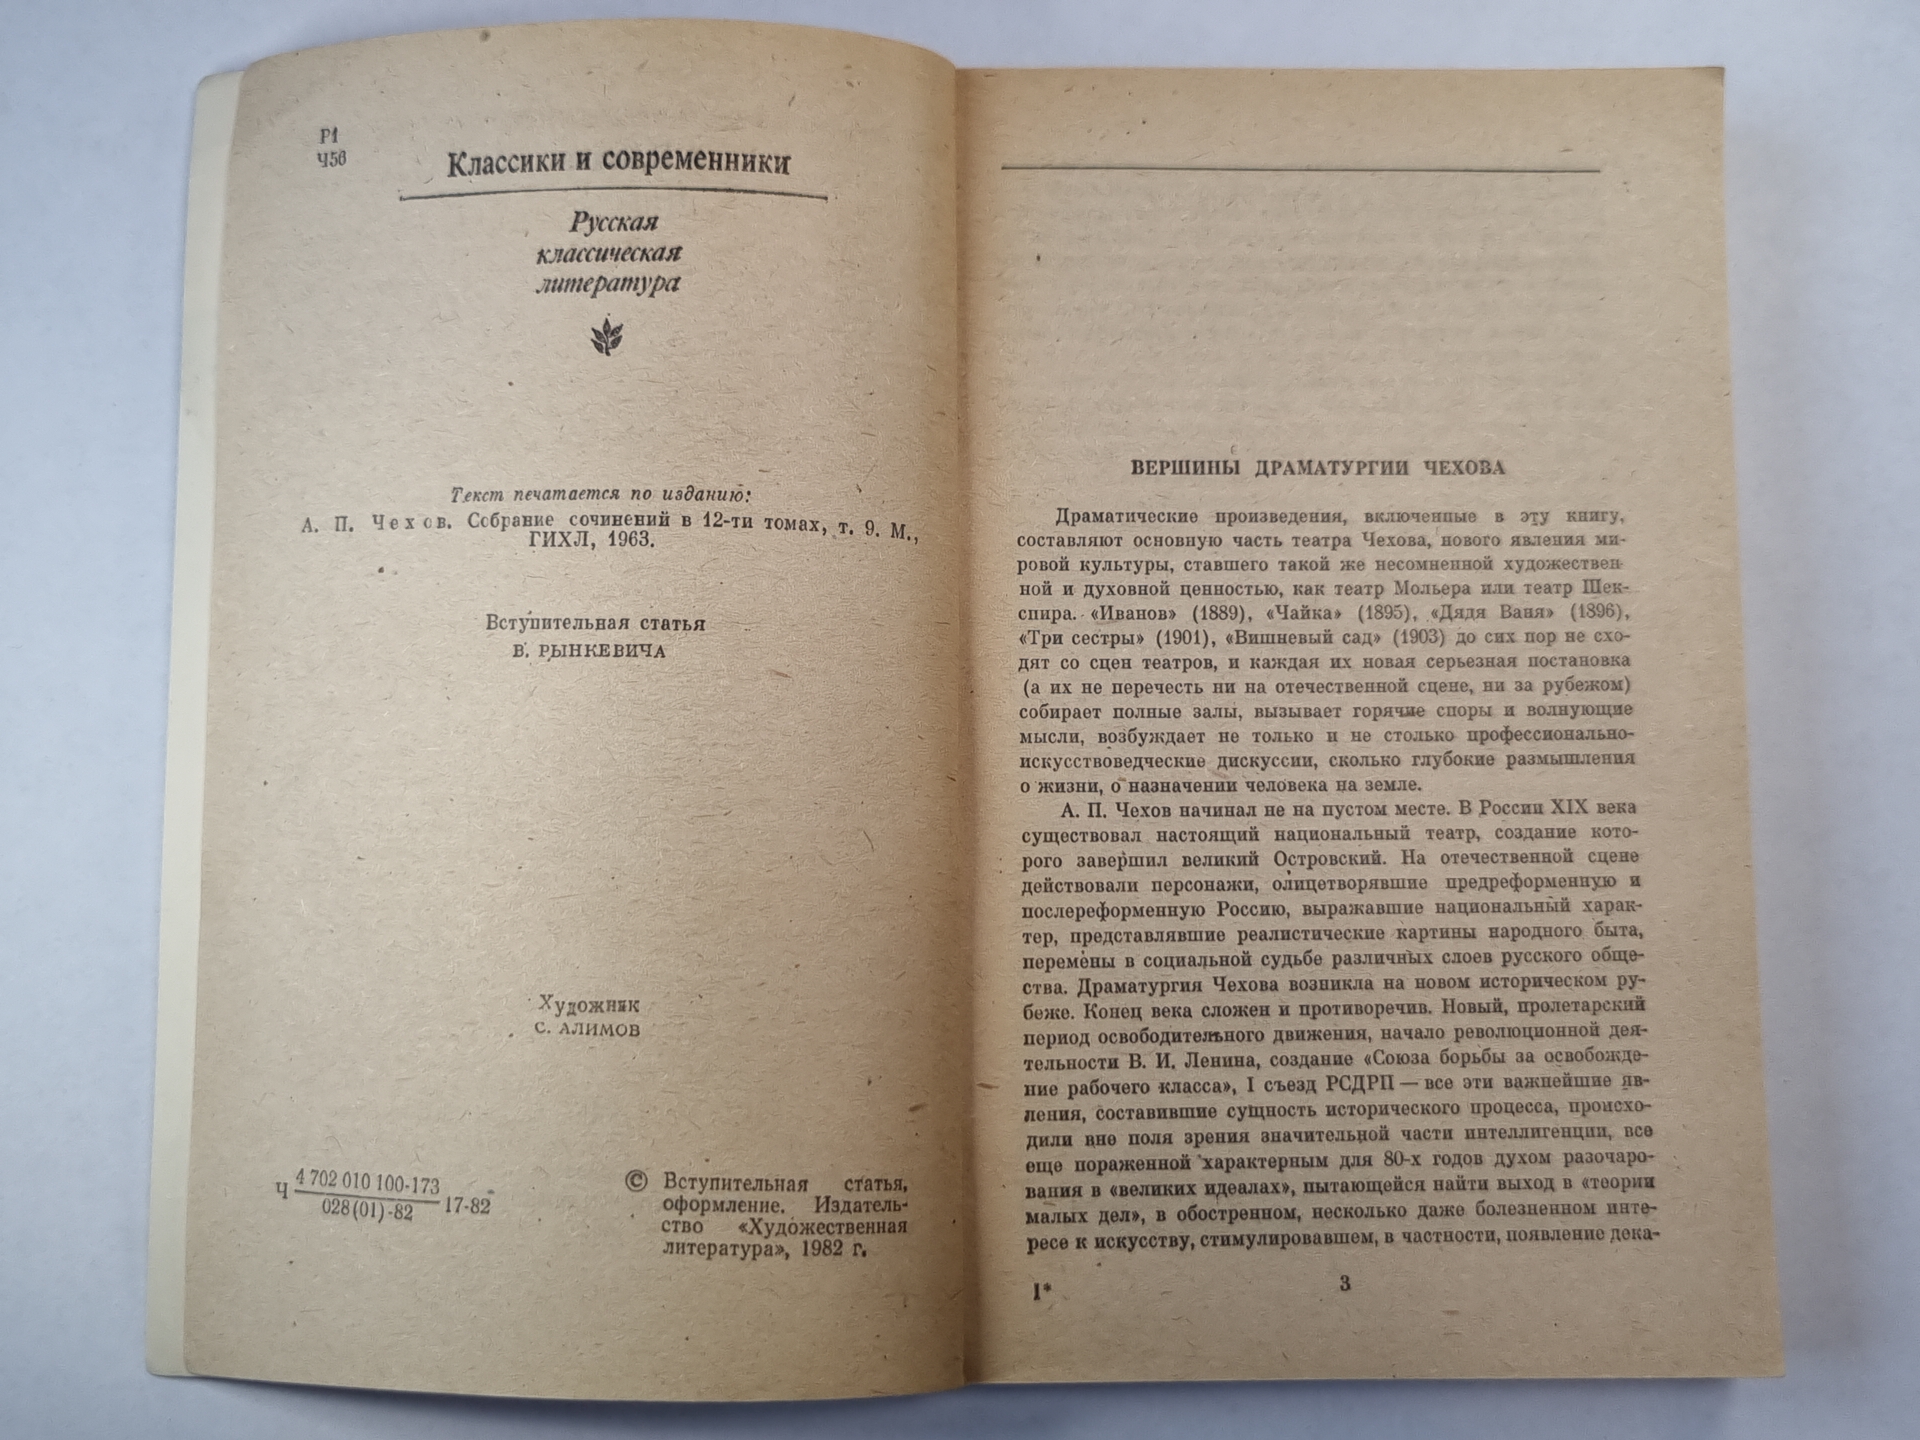 Р1
Ч56
Классики и современники
Русская
классическая
литература
Текст печатается по изданию:
А. П. Чехов. Собрание сочинений в 12-ти томах, т. 9. М.,
ГИХЛ, 1963.
Вступительная статья
В. РЫНКЕВИЧА
Художник
С. АЛИМОВ
Ч 4 702 010 100-173
028(01)-82 17-82
© Вступительная статья,
оформление. Издатель-
ство «Художественная
литература», 1982 г.
ВЕРШИНЫ ДРАМАТУРГИИ ЧЕХОВА
Драматические произведения, включенные в эту книгу,
составляют основную часть театра Чехова, нового явления ми-
ровой культуры, ставшего такой же несомненной художествен-
ной и духовной ценностью, как театр Мольера или театр Шек-
спира. «Иванов» (1889), «Чайка» (1895), «Дядя Ваня» (1896),
«Три сестры» (1901), «Вишневый сад» (1903) до сих пор не схо-
дят со сцен театров, и каждая их новая серьезная постановка
(а их не перечесть ни на отечественной сцене, ни за рубежом)
собирает полные залы, вызывает горячие споры и волнующие
мысли, возбуждает не только и не столько профессионально-
искусствоведческие дискуссии, сколько глубокие размышления
о жизни, о назначении человека на земле.
А. П. Чехов начинал не на пустом месте. В России XIX века
существовал настоящий национальный театр, создание кото-
рого завершил великий Островский. На отечественной сцене
действовали персонажи, олицетворявшие предреформенную и
послереформенную Россию, выражавшие национальный харак-
тер, представлявшие реалистические картины народного быта,
перемены в социальной судьбе различных слоев русского обще-
ства. Драматургия Чехова возникла на новом историческом ру-
беже. Конец века сложен и противоречив. Новый, пролетарский
период освободительного движения, начало революционной дея-
тельности В. И. Ленина, создание «Союза борьбы за освобожде-
ние рабочего класса», I съезд РСДРП — все эти важнейшие яв-
ления, составившие сущность исторического процесса, происхо-
дили вне поля зрения значительной части интеллигенции, все
еще пораженной характерным для 80-х годов духом разочаро-
вания в «великих идеалах», пытающейся найти выход в «теории
малых дел», в обостренном, несколько даже болезненном инте-
ресе к искусству, стимулировавшем, в частности, появление дека-
1*
3